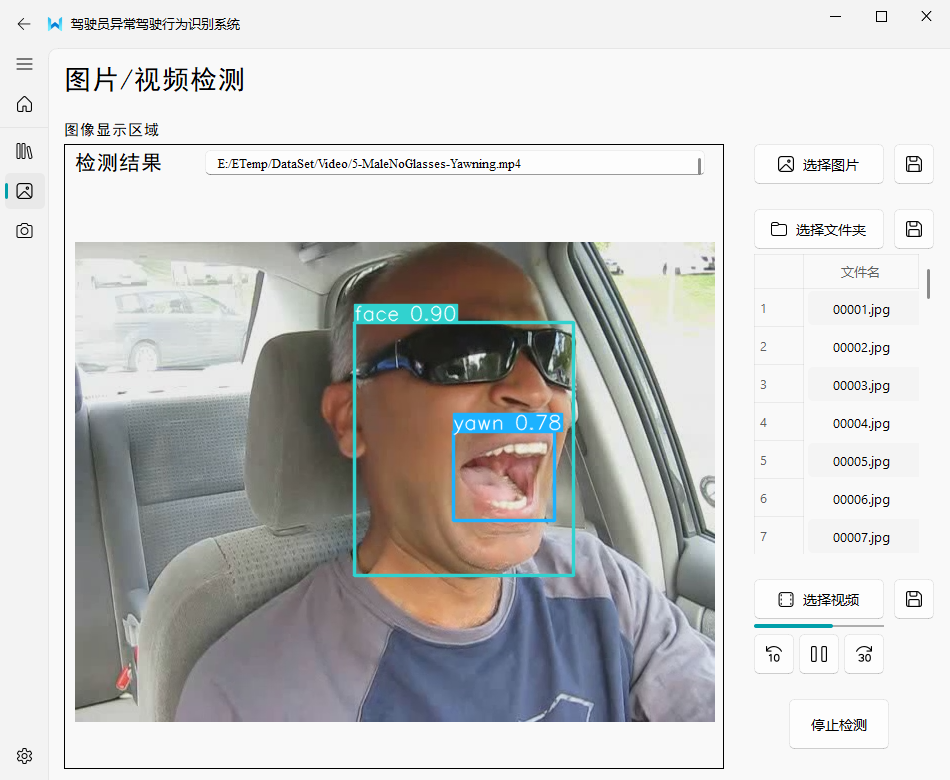 驾驶员异常驾驶行为识别系统
图片/视频检测
图像显示区域
检测结果
E:/ETemp/DataSet/Video/5-MaleNoGlasses-Yawning.mp4
face 0.90
yawn 0.78
选择图片
选择文件夹
文件名
1 00001.jpg
2 00002.jpg
3 00003.jpg
4 00004.jpg
5 00005.jpg
6 00006.jpg
7 00007.jpg
选择视频
10
30
停止检测